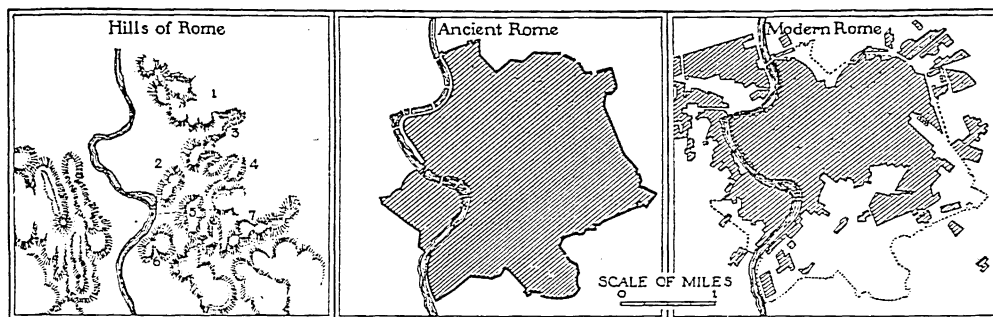 Hills of Rome
1
3
2
4
5
7
6
Ancient Rome
SCALE OF MILES
0 1
Modern Rome